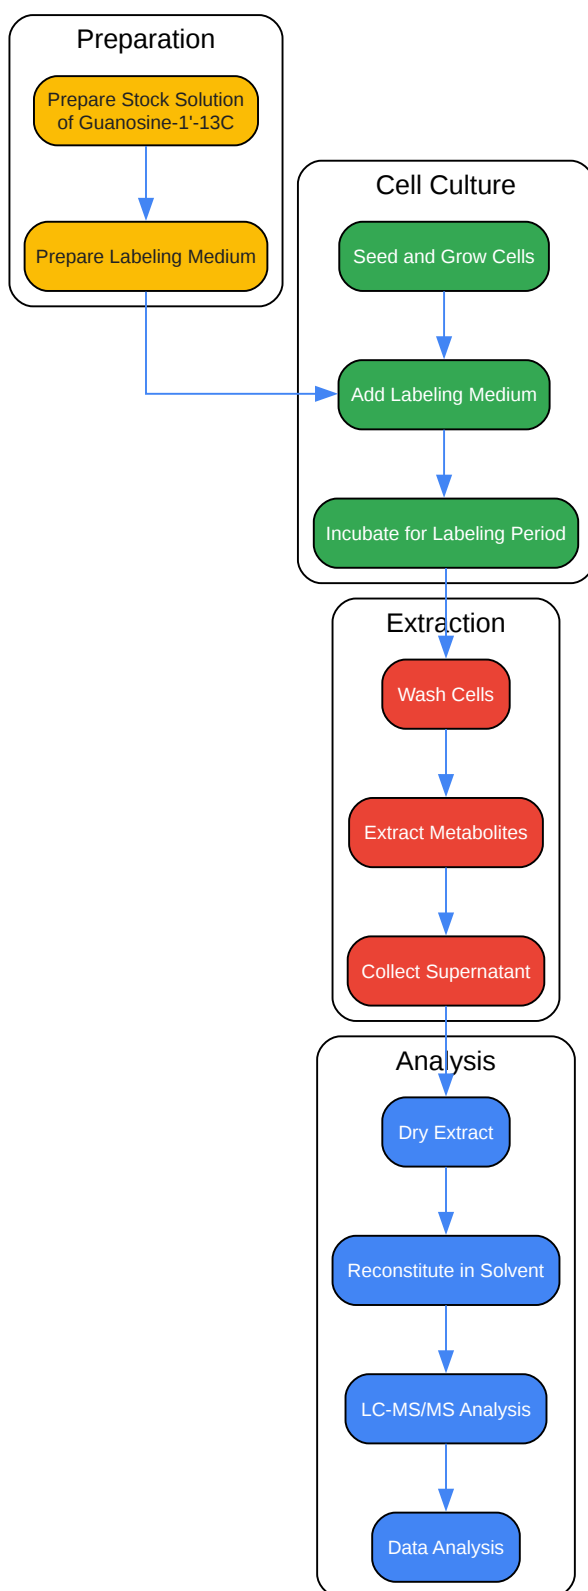 Preparation
Prepare Stock Solution
of Guanosine-1'-13C
Prepare Labeling Medium
Cell Culture
Seed and Grow Cells
Add Labeling Medium
Incubate for Labeling Period
Extraction
Wash Cells
Extract Metabolites
Collect Supernatant
Analysis
Dry Extract
Reconstitute in Solvent
LC-MS/MS Analysis
Data Analysis